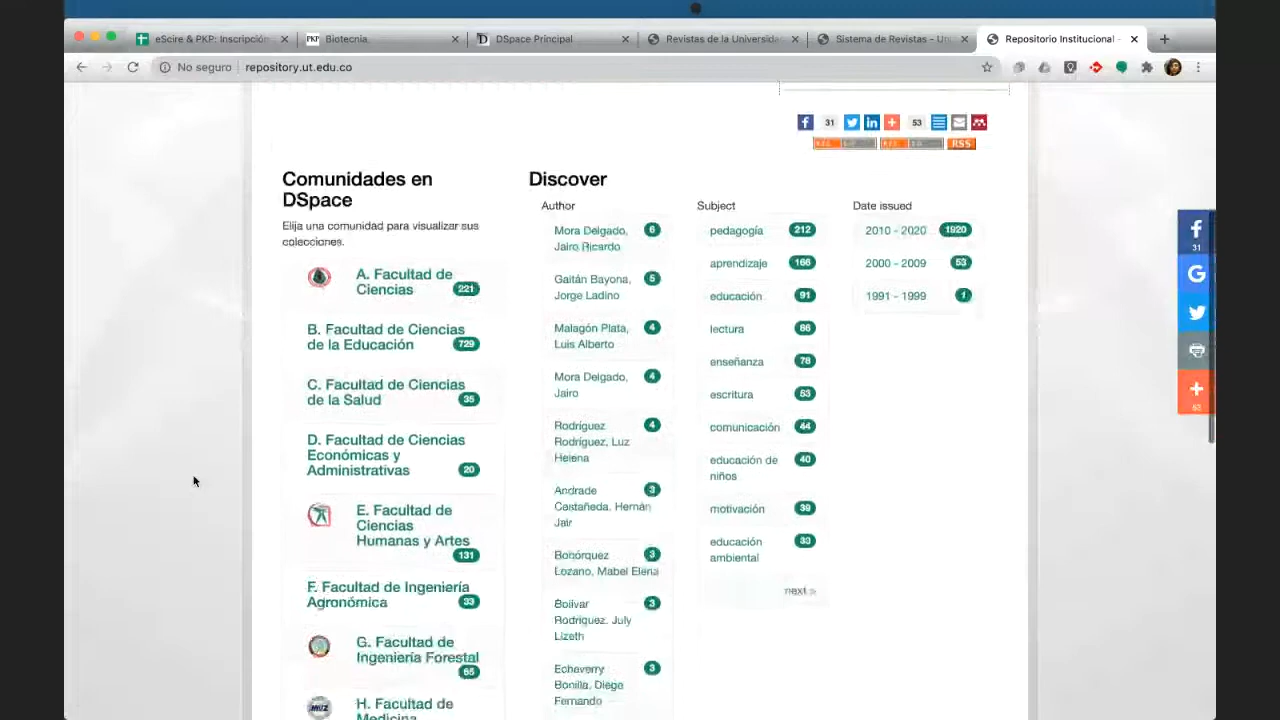 eScire & PKP: Inscripción
PKP Biotecnia
DSpace Principal
Revistas de la Universida
Sistema de Revistas - Un
Repositorio Institucional -
No seguro
repository.ut.edu.co
31
53
RSS
Comunidades en
DSpace
Elija una comunidad para visualizar sus
colecciones.
A. Facultad de
Ciencias 221
B. Facultad de Ciencias
de la Educación 729
C. Facultad de Ciencias
de la Salud 35
D. Facultad de Ciencias
Económicas y
Administrativas 20
E. Facultad de
Ciencias
Humanas y Artes
131
F. Facultad de Ingeniería
Agronómica 33
G. Facultad de
Ingeniería Forestal
65
H. Facultad de
Medicina
Discover
Author
Mora Delgado, 6
Jairo Ricardo
Gaitán Bayona, 5
Jorge Ladino
Malagón Plata, 4
Luis Alberto
Mora Delgado, 4
Jairo
Rodríguez 4
Rodríguez, Luz
Helena
Andrade 3
Castañeda, Hernán
Jair
Bohórquez 3
Lozano, Mabel Elena
Bolívar 3
Rodríguez, July
Lizeth
Echeverry 3
Bonilla, Diego
Fernando
Subject
pedagogía 212
aprendizaje 166
educación 91
lectura
enseñanza 78
escritura 53
comunicación 44
educación de 40
niños
motivación 39
educación 33
ambiental
next »
Date issued
2010 - 2020 1920
2000 - 2009 53
1991 - 1999 1
31
53